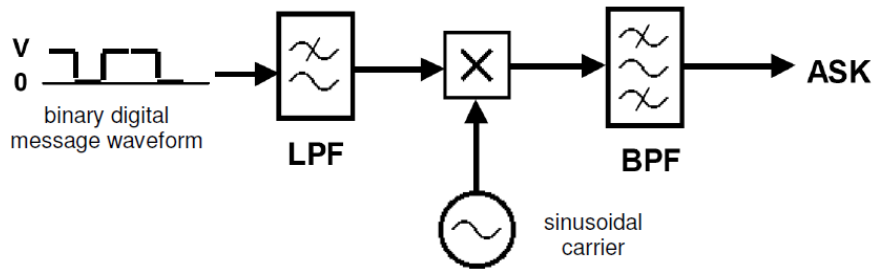 V
0
binary digital
message waveform
LPF
BPF
ASK
sinusoidal
carrier